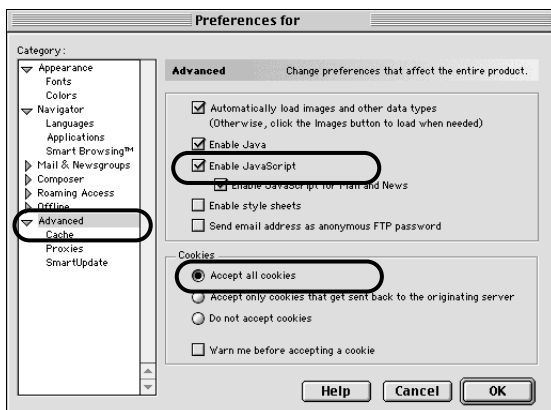 Preferences for
Category:
Appearance
Fonts
Colors
Navigator
Languages
Applications
Smart Browsing™
Mail & Newsgroups
Composer
Roaming Access
Offline
Advanced
Cache
Proxies
SmartUpdate
Advanced Change preferences that affect the entire product.
Automatically load images and other data types
(Otherwise, click the Images button to load when needed)
Enable Java
Enable JavaScript
Enable JavaScript for Mail and News
Enable style sheets
Send email address as anonymous FTP password
Cookies
Accept all cookies
Accept only cookies that get sent back to the originating server
Do not accept cookies
Warn me before accepting a cookie
Help Cancel OK